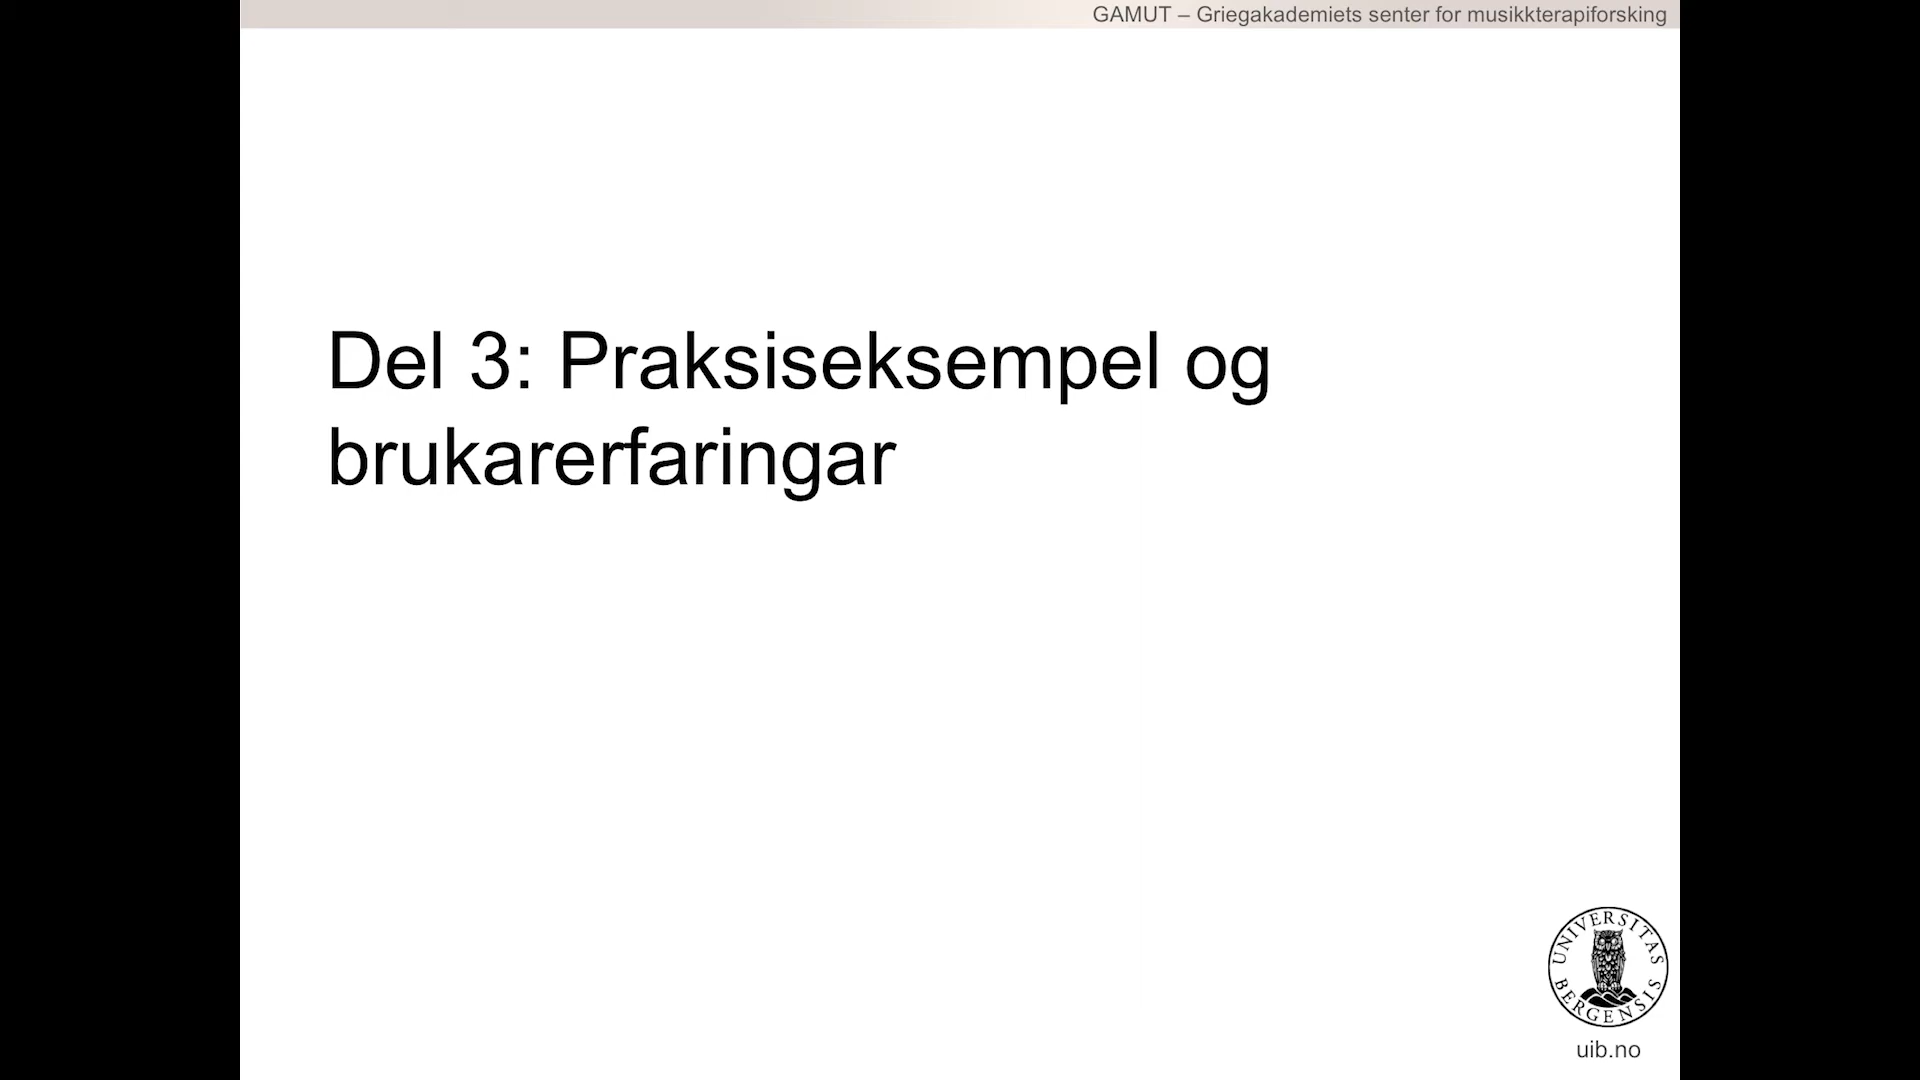 GAMUT – Griegakademiets senter for musikkterapiforsking
Del 3: Praksiseksempel og
brukarerfaringar
UNIVERSITAS
BERGENSIS
uib.no